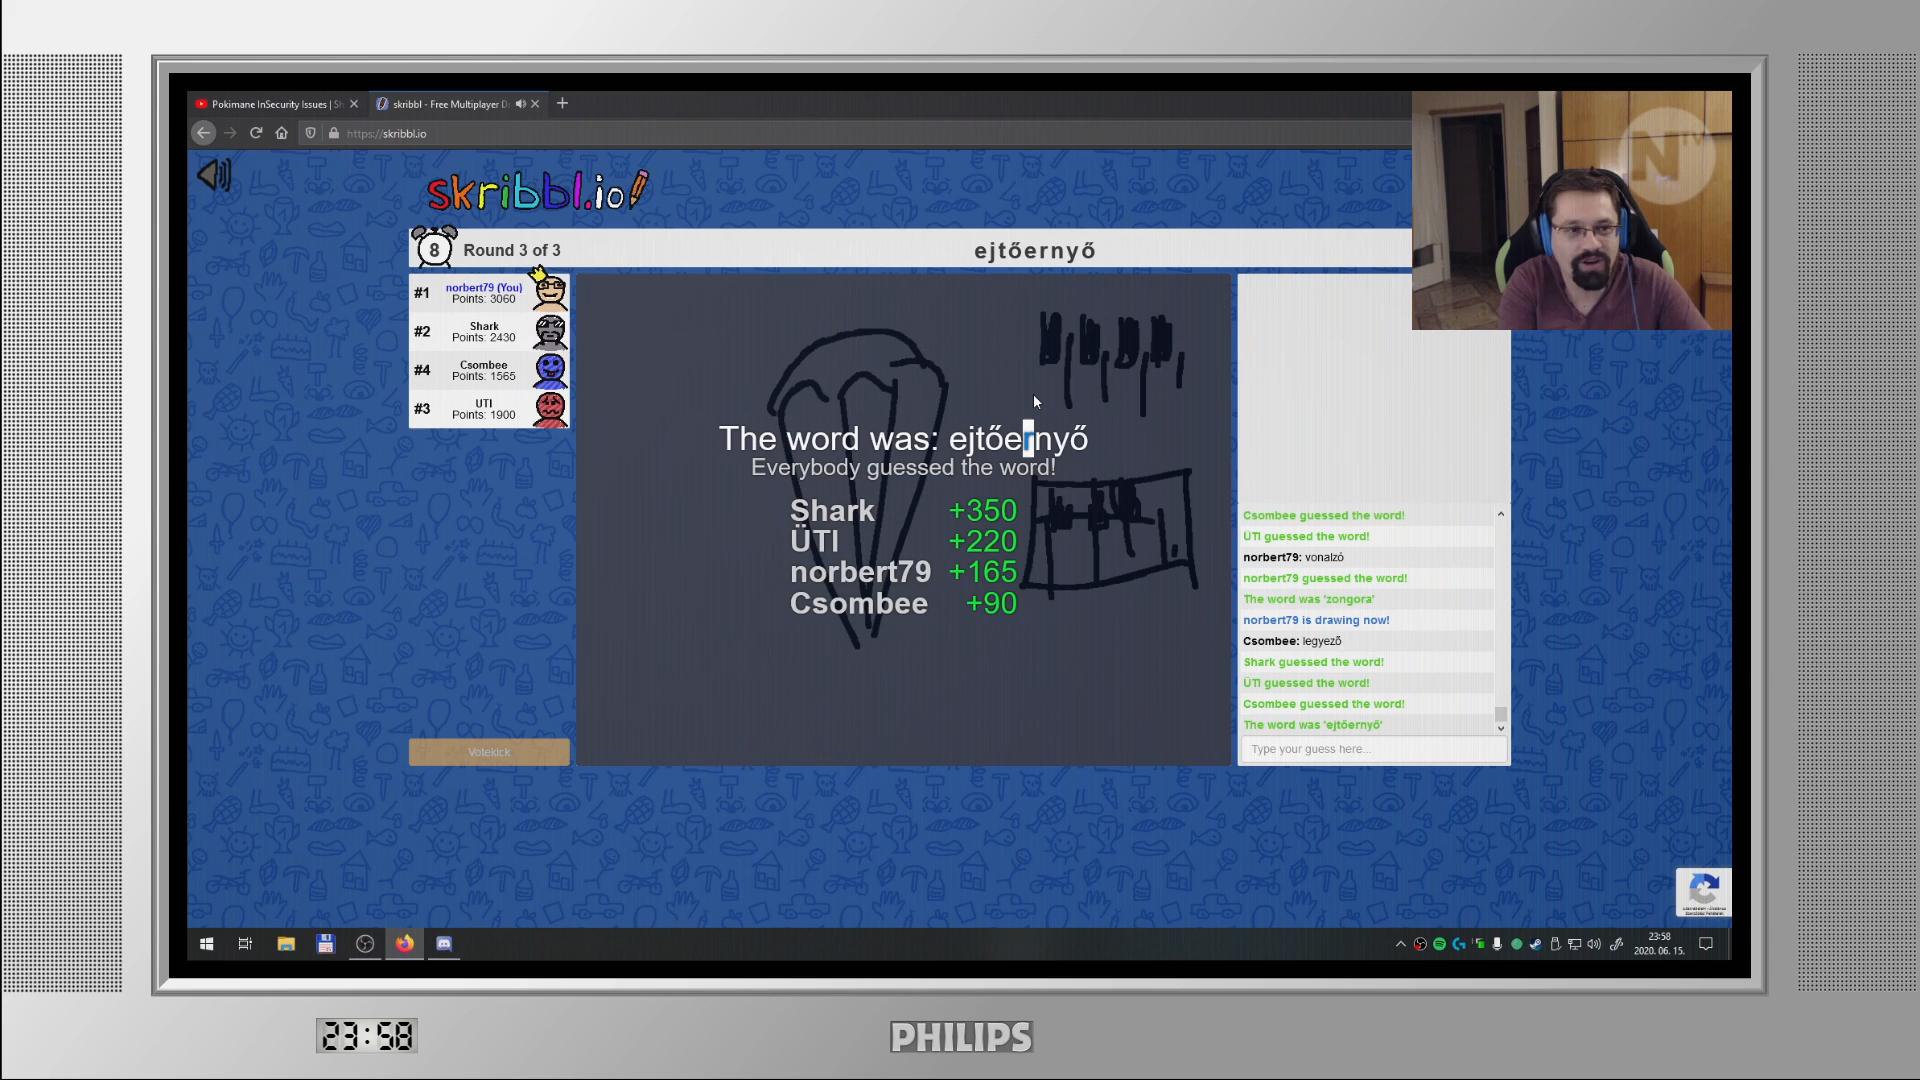 Pokimane InSecurity Issues | Sh
skribbl - Free Multiplayer D
https://skribbl.io
N TV
skribbl.io
8
Round 3 of 3
ejtőernyő
#1
norbert79 (You)
Points: 3060
#2
Shark
Points: 2430
#4
Csombee
Points: 1565
#3
ÜTI
Points: 1900
Votekick
The word was: ejtőernyő
Everybody guessed the word!
Shark +350
ÜTI +220
norbert79 +165
Csombee +90
Csombee guessed the word!
ÜTI guessed the word!
norbert79: vonalzó
norbert79 guessed the word!
The word was 'zongora'
norbert79 is drawing now!
Csombee: legyező
Shark guessed the word!
ÜTI guessed the word!
Csombee guessed the word!
The word was 'ejtőernyő'
Type your guess here...
23:58
2020. 06. 15.
23:58
PHILIPS